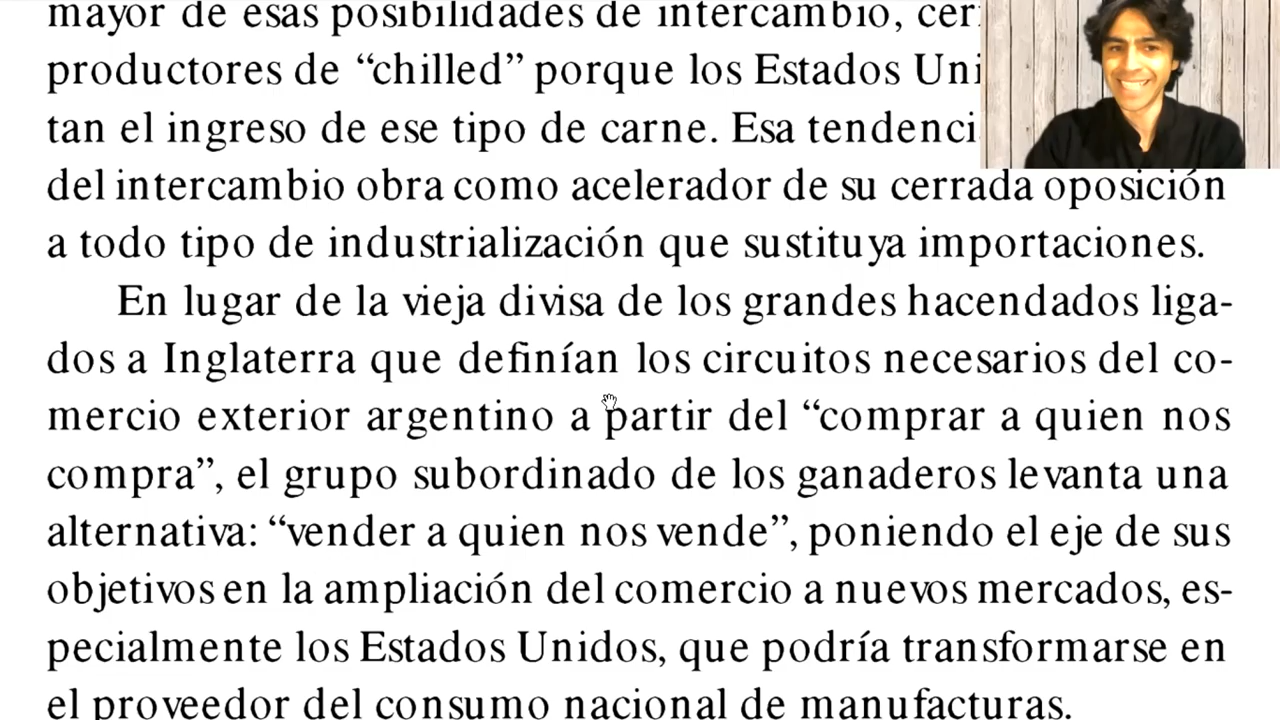 mayor de esas posibilidades de intercambio,
productores de “chilled” porque los Estados
tan el ingreso de ese tipo de carne. Esa
del intercambio obra como acelerador de su cerrada oposición
a todo tipo de industrialización que sustituya importaciones.
En lugar de la vieja divisa de los grandes hacendados liga-
dos a Inglaterra que definían los circuitos necesarios del co-
mercio exterior argentino a partir del “comprar a quien nos
compra”, el grupo subordinado de los ganaderos levanta una
alternativa: “vender a quien nos vende”, poniendo el eje de sus
objetivos en la ampliación del comercio a nuevos mercados, es-
pecialmente los Estados Unidos, que podría transformarse en
el proveedor del consumo nacional de manufacturas.